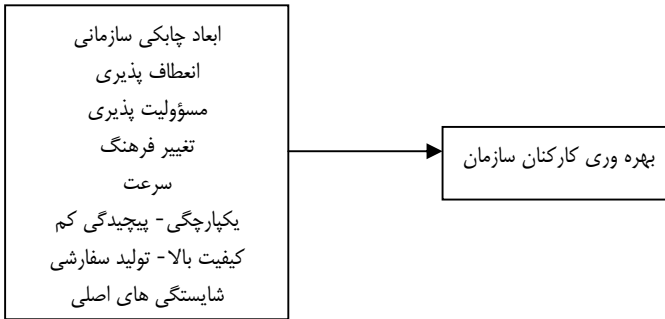 ابعاد چابکی سازمانی
انعطاف پذیری
مسؤولیت پذیری
تغییر فرهنگ
سرعت
یکپارچگی - پیچیدگی کم
کیفیت بالا - تولید سفارشی
شایستگی های اصلی
بهره وری کارکنان سازمان